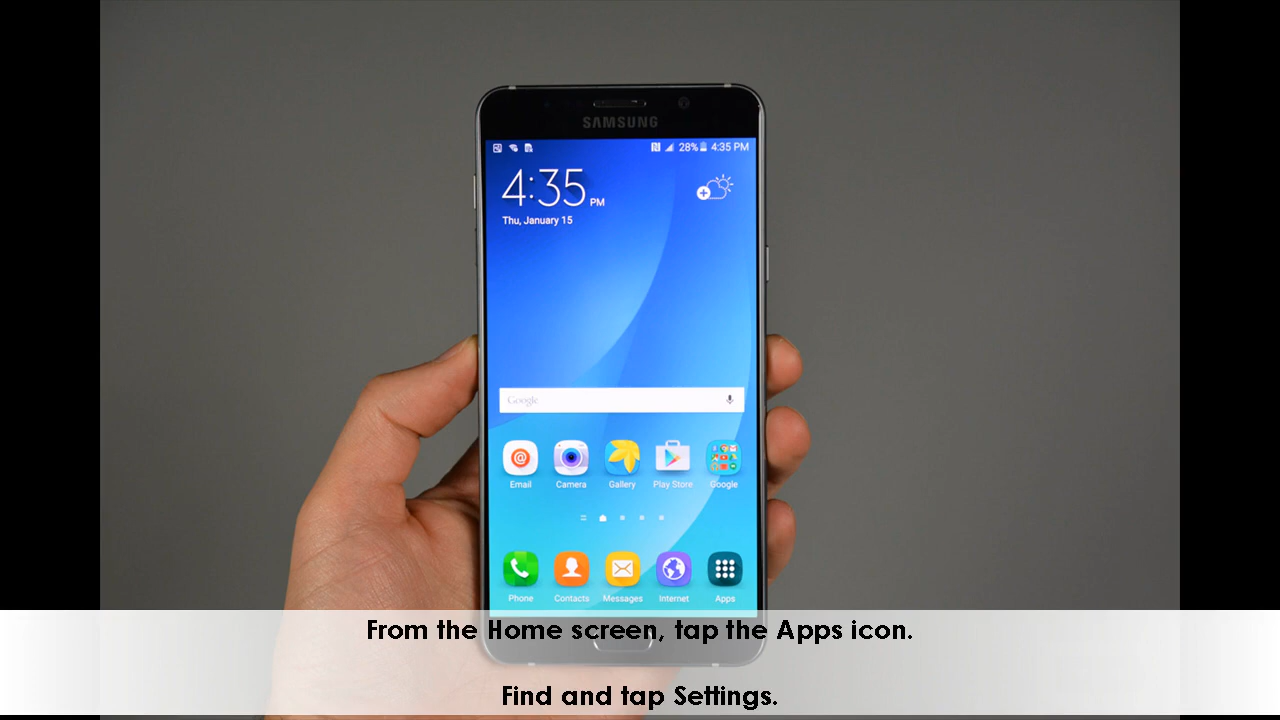 SAMSUNG
28% 4:35 PM
4:35 PM
Thu, January 15
Google
Email Camera Gallery Play Store Google
Phone Contacts Messages Internet Apps
From the Home screen, tap the Apps icon.
Find and tap Settings.